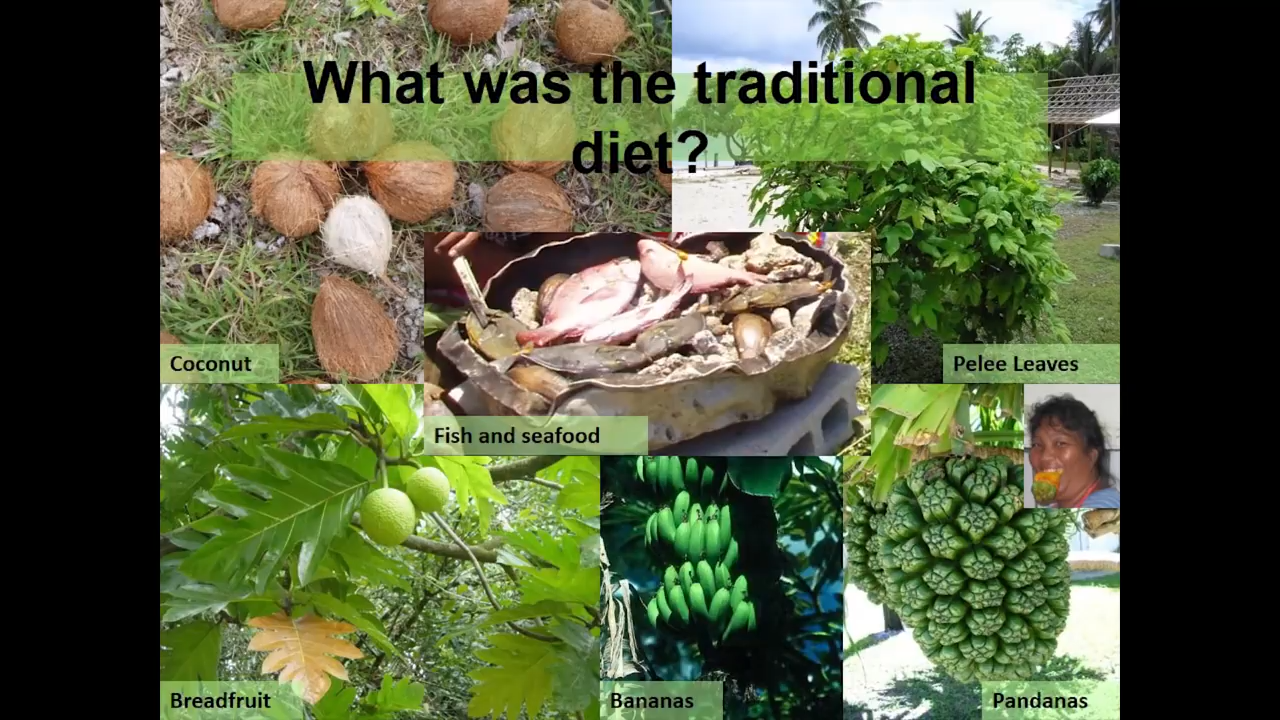 What was the traditional
diet?
Coconut
Pelee Leaves
Fish and seafood
Breadfruit
Bananas
Pandanas